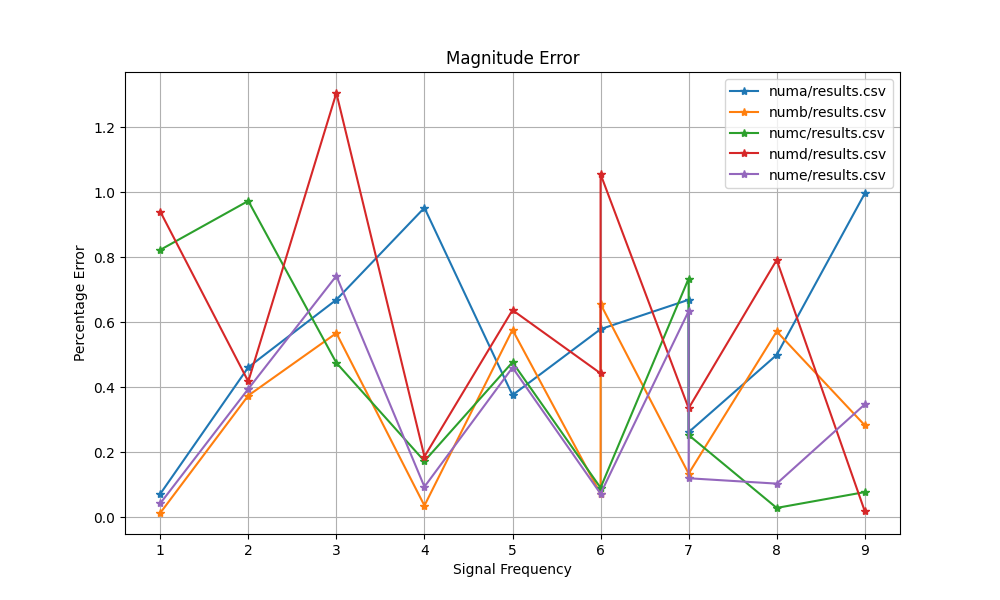 Magnitude Error
numa/results.csv
numb/results.csv
numc/results.csv
numd/results.csv
nume/results.csv
Percentage Error
1.2
1.0
0.8
0.6
0.4
0.2
0.0
1 2 3 4 5 6 7 8 9
Signal Frequency